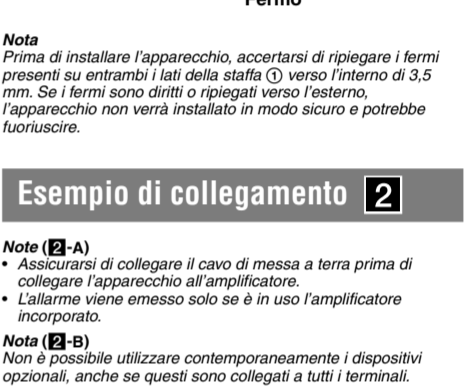 Fermo
Nota
Prima di installare l'apparecchio, accertarsi di ripiegare i fermi
presenti su entrambi i lati della staffa ① verso l'interno di 3,5
mm. Se i fermi sono diritti o ripiegati verso l'esterno,
l'apparecchio non verrà installato in modo sicuro e potrebbe
fuoriuscire.
Esempio di collegamento 2
Note (2-A)
• Assicurarsi di collegare il cavo di messa a terra prima di
collegare l'apparecchio all'amplificatore.
• L'allarme viene emesso solo se è in uso l'amplificatore
incorporato.
Nota (2-B)
Non è possibile utilizzare contemporaneamente i dispositivi
opzionali, anche se questi sono collegati a tutti i terminali.